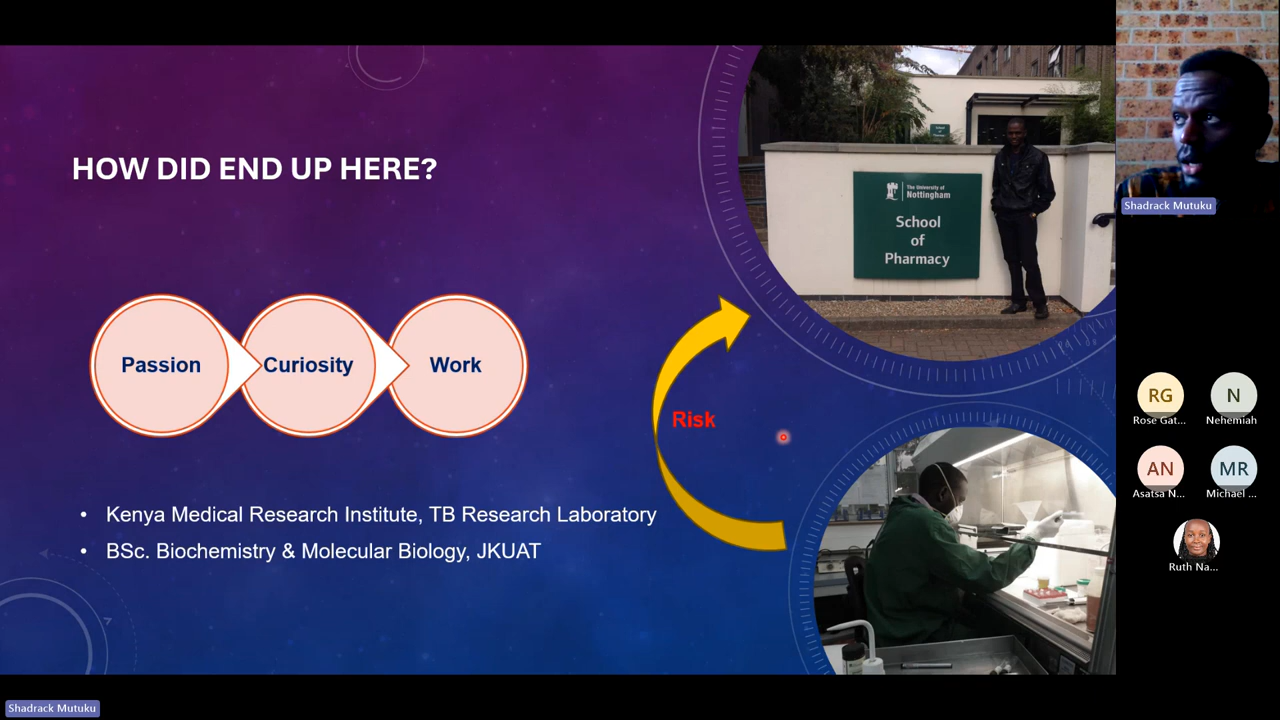 HOW DID END UP HERE?
Passion
Curiosity
Work
Risk
Kenya Medical Research Institute, TB Research Laboratory
BSc. Biochemistry & Molecular Biology, JKUAT
The University of
Nottingham
School
of
Pharmacy
Shadrack Mutuku
RG
Rose Gat...
N
Nehemiah
AN
Asatsa N...
MR
Michael ...
Ruth Na...
Shadrack Mutuku